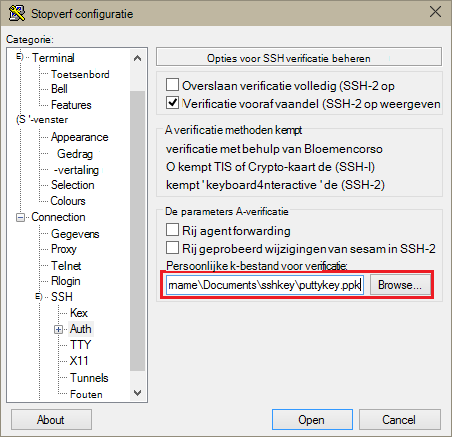 Stopverf configuratie
Categorie:
Terminal
Toetsenbord
Bell
Features
(S '-venster
Appearance
Gedrag
-vertaling
Selection
Colours
Connection
Gegevens
Proxy
Telnet
Rlogin
SSH
Kex
Auth
TTY
X11
Tunnels
Fouten
Opties voor SSH verificatie beheren
Overslaan verificatie volledig (SSH-2 op
Verificatie vooraf vaandel (SSH-2 op weergeven
A verificatie methoden kempt
verificatie met behulp van Bloemencorso
O kempt TIS of Crypto-kaart de (SSH-I)
kempt ' keyboard4nteractive ' de (SSH-2)
De parameters A-verificatie
Rij agent forwarding
Rij geprobeerd wijzigingen van sesam in SSH-2
Persoonlijke k-bestand voor verificatie:
mame\Documents\sshkey\puttykey.ppk
Browse...
About
Open
Cancel